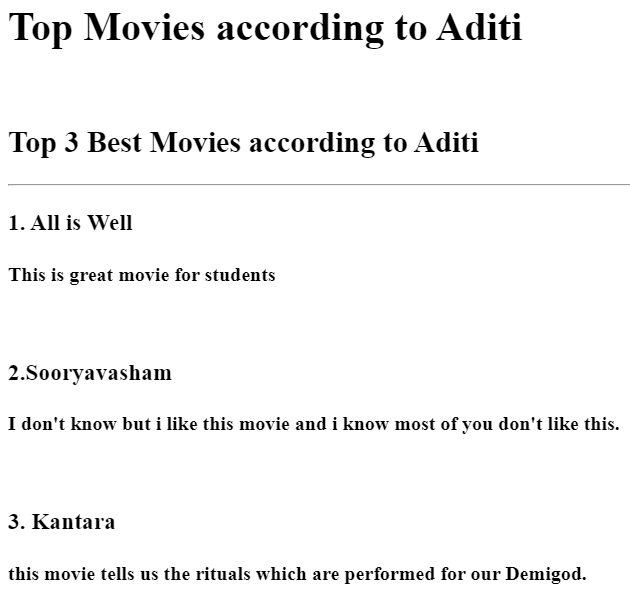 Top Movies according to Aditi
Top 3 Best Movies according to Aditi
1. All is Well
This is great movie for students
2.Sooryavasham
I don't know but i like this movie and i know most of you don't like this.
3. Kantara
this movie tells us the rituals which are performed for our Demigod.